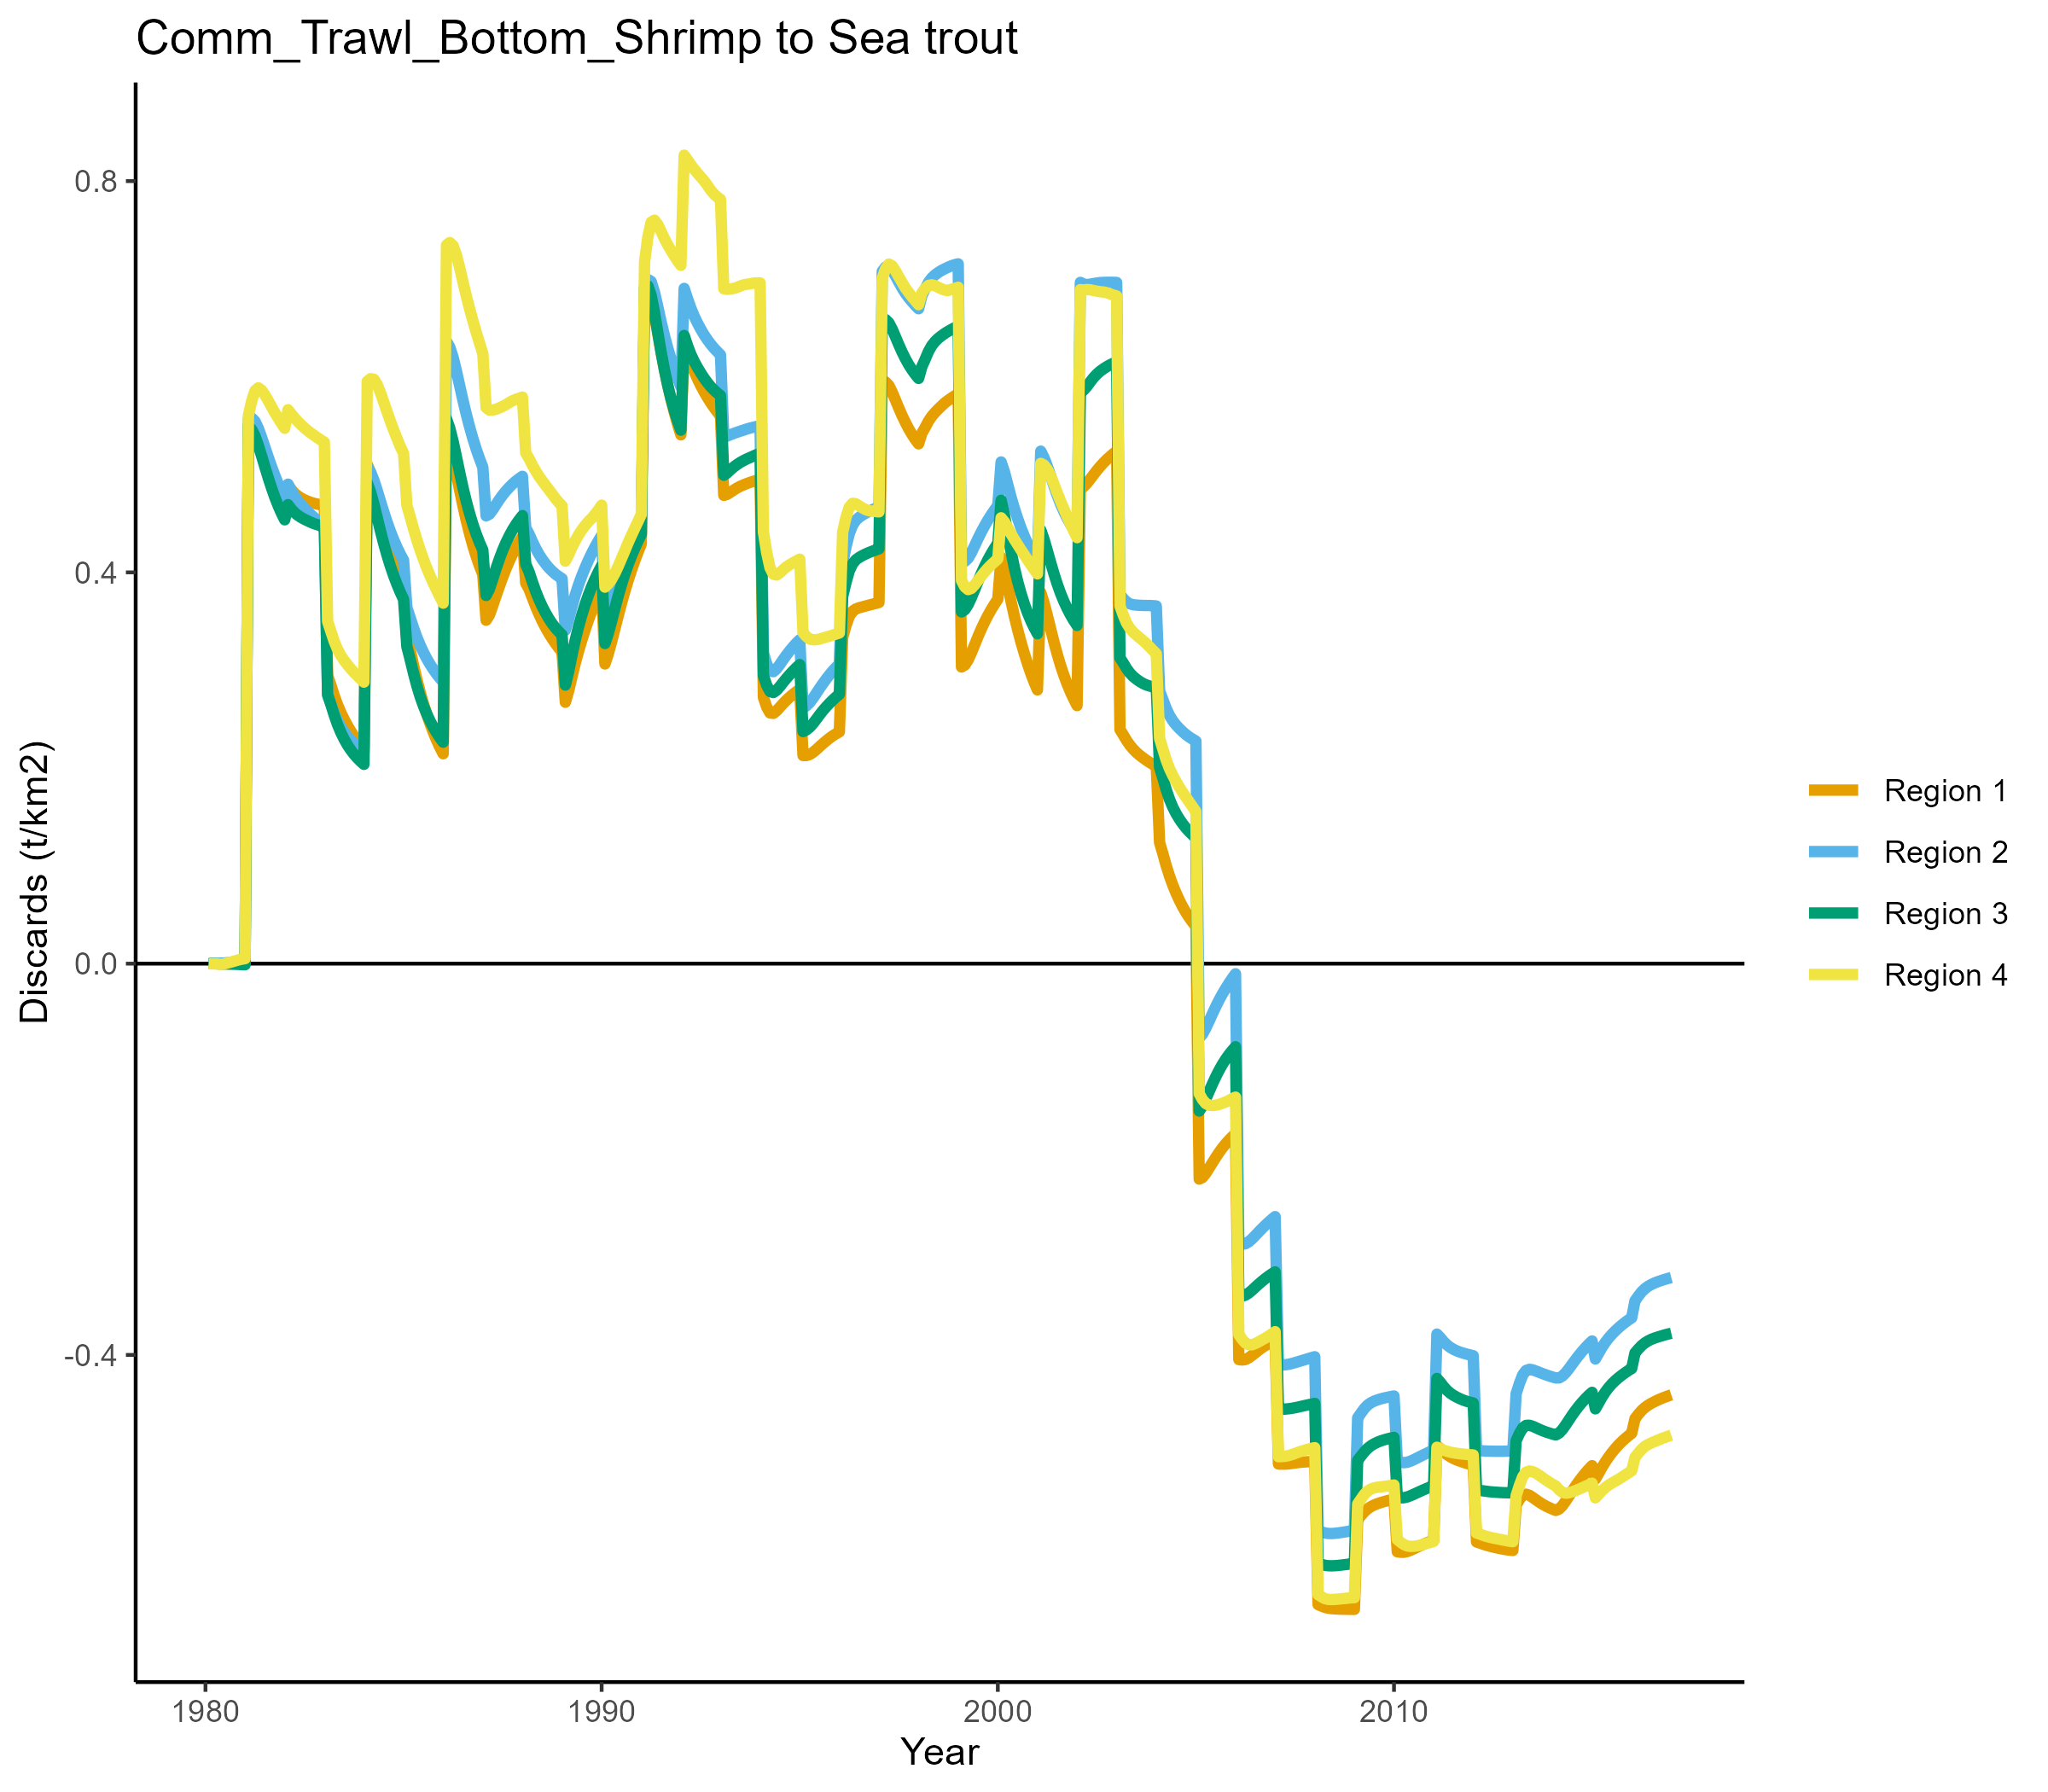 Comm_Trawl_Bottom_Shrimp to Sea trout
Discards (t/km2)
0.8
0.4
0.0
-0.4
1980
1990
2000
2010
Year
Region 1
Region 2
Region 3
Region 4